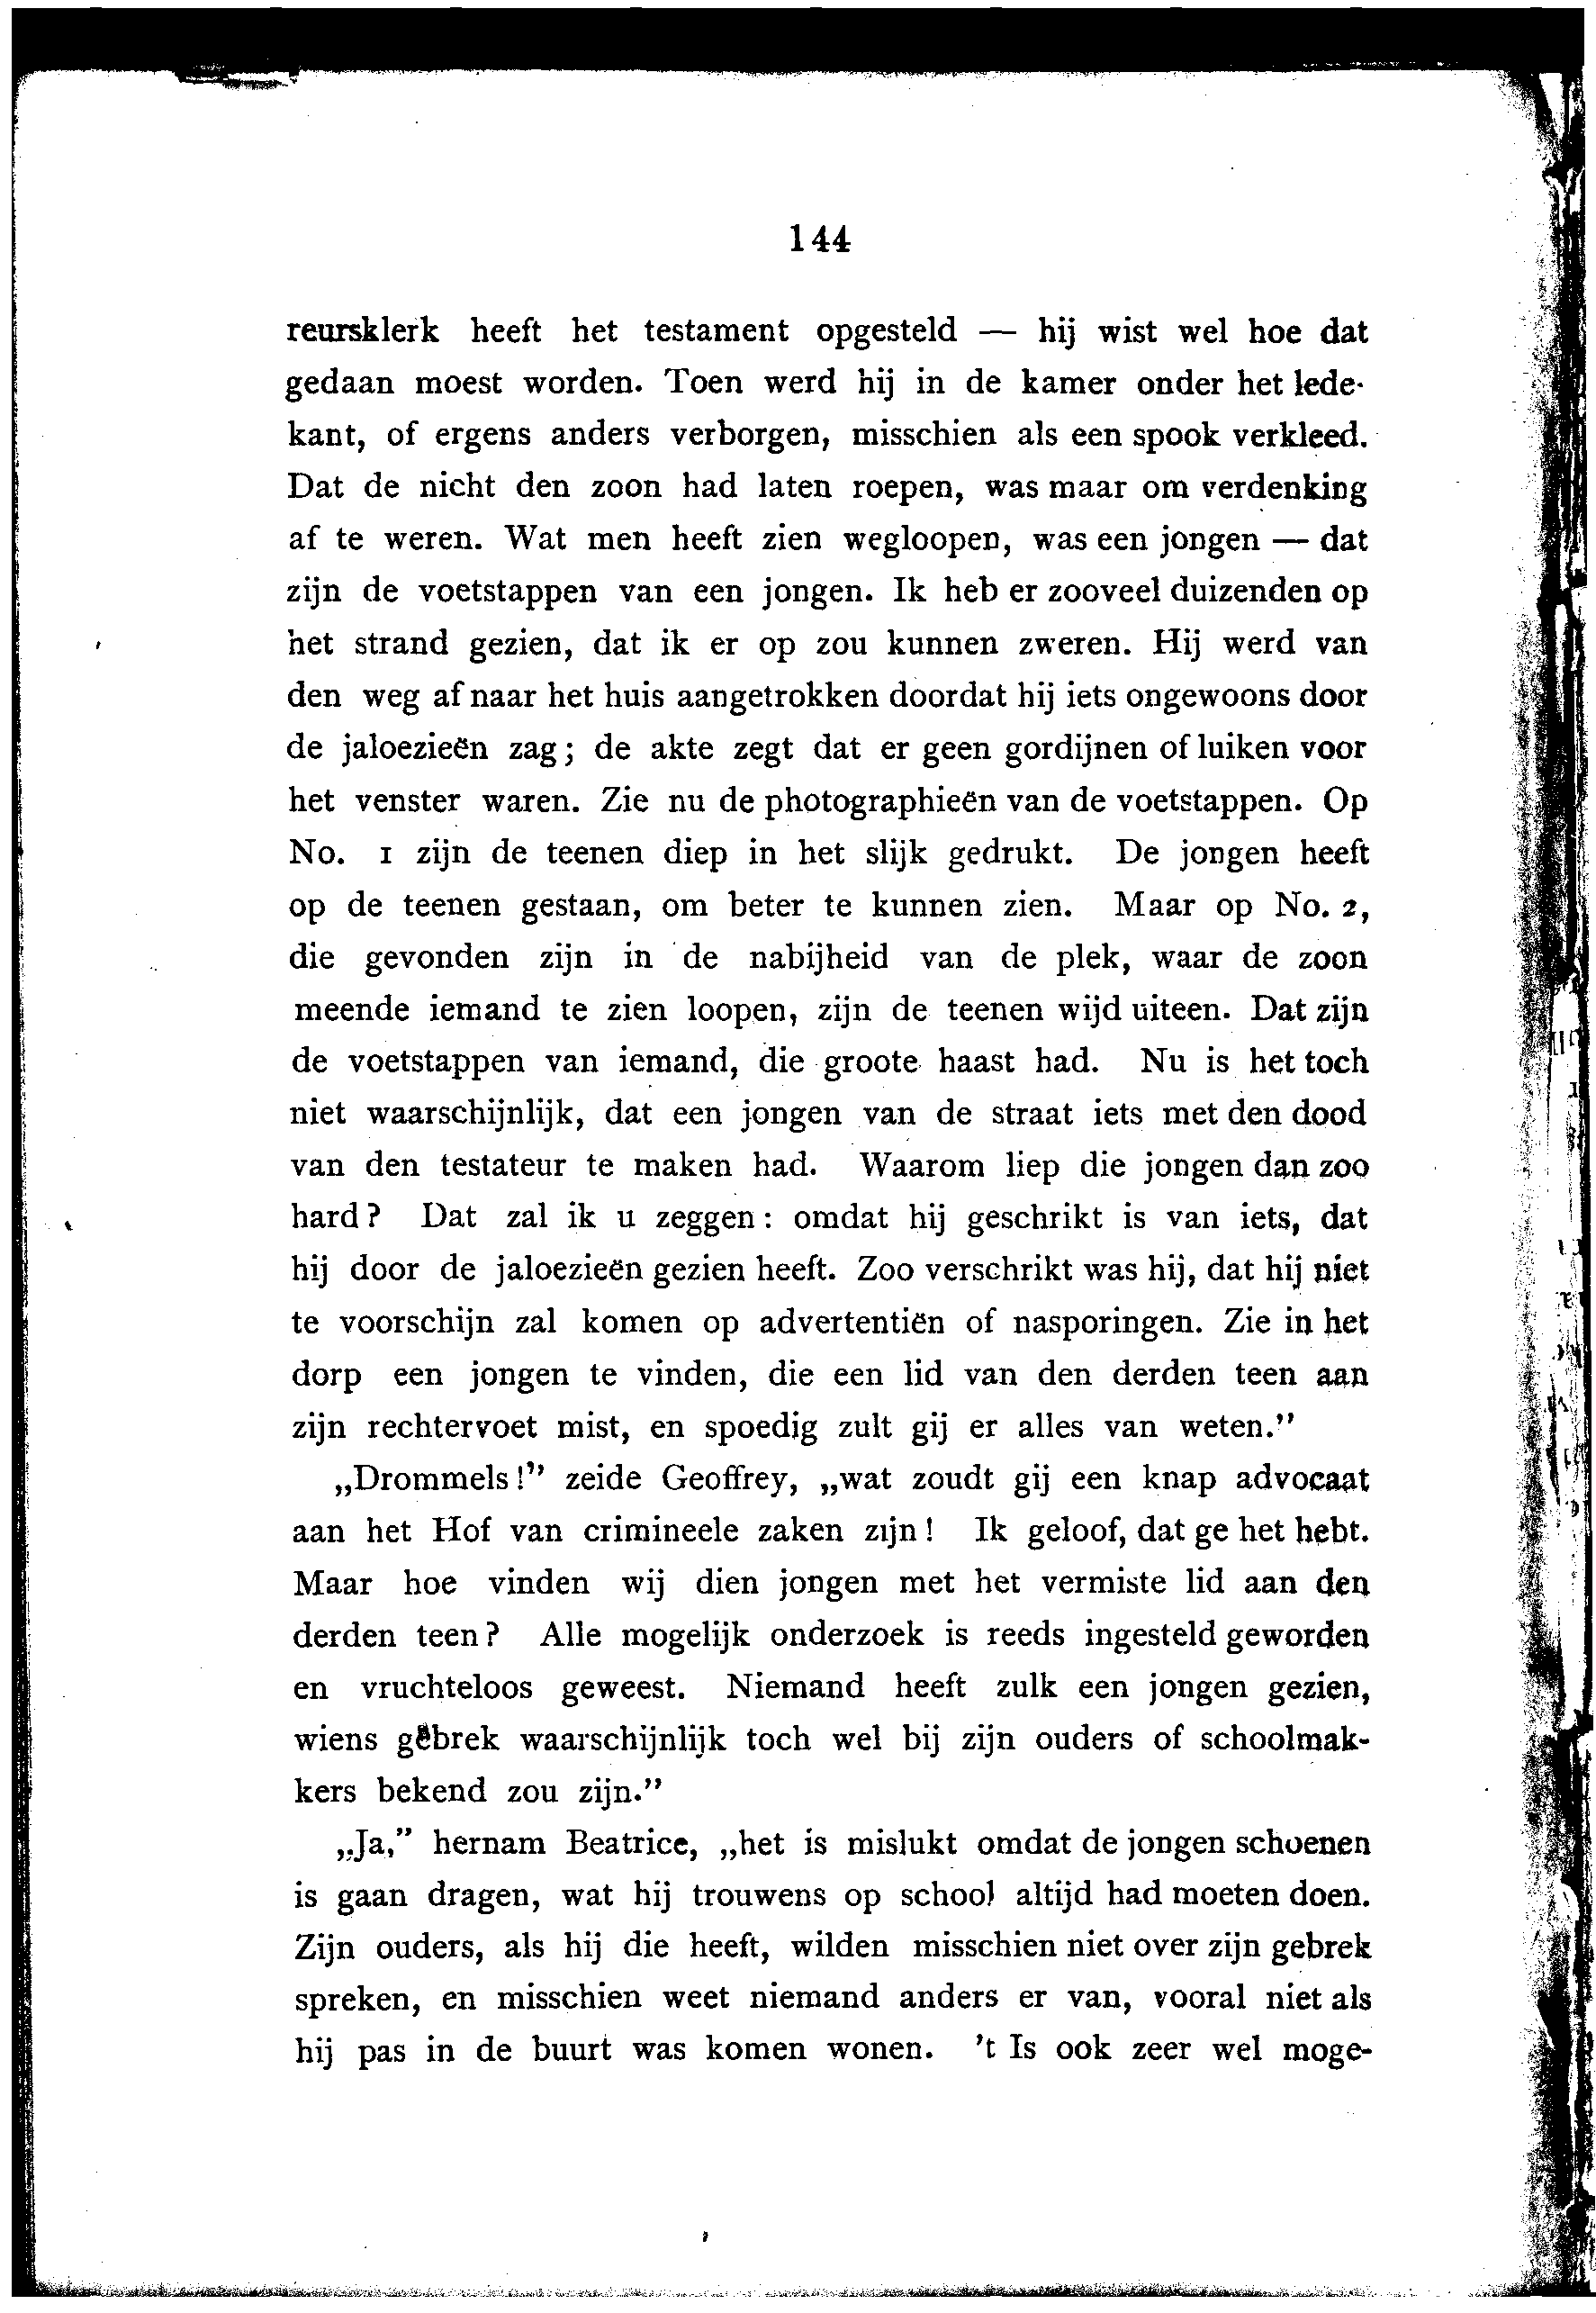 144
reursklerk heeft het testament opgesteld — hij wist wel hoe dat
gedaan moest worden. Toen werd hij in de kamer onder het lede-
kant, of ergens anders verborgen, misschien als een spook verkleed.
Dat de nicht den zoon had laten roepen, was maar om verdenking
af te weren. Wat men heeft zien wegloopen, was een jongen — dat
zijn de voetstappen van een jongen. Ik heb er zooveel duizenden op
het strand gezien, dat ik er op zou kunnen zweren. Hij werd van
den weg af naar het huis aangetrokken doordat hij iets ongewoons door
de jaloezieën zag; de akte zegt dat er geen gordijnen of luiken voor
het venster waren. Zie nu de photographieën van de voetstappen. Op
No. 1 zijn de teenen diep in het slijk gedrukt. De jongen heeft
op de teenen gestaan, om beter te kunnen zien. Maar op No. 2,
die gevonden zijn in de nabijheid van de plek, waar de zoon
meende iemand te zien loopen, zijn de teenen wijd uiteen. Dat zijn
de voetstappen van iemand, die groote haast had. Nu is het toch
niet waarschijnlijk, dat een jongen van de straat iets met den dood
van den testateur te maken had. Waarom liep die jongen dan zoo
hard? Dat zal ik u zeggen: omdat hij geschrikt is van iets, dat
hij door de jaloezieën gezien heeft. Zoo verschrikt was hij, dat hij niet
te voorschijn zal komen op advertentiën of nasporingen. Zie in het
dorp een jongen te vinden, die een lid van den derden teen aan
zijn rechtervoet mist, en spoedig zult gij er alles van weten.”
„Drommels!” zeide Geoffrey, „wat zoudt gij een knap advocaat
aan het Hof van crimineele zaken zijn! Ik geloof, dat ge het hebt.
Maar hoe vinden wij dien jongen met het vermiste lid aan den
derden teen? Alle mogelijk onderzoek is reeds ingesteld geworden
en vruchteloos geweest. Niemand heeft zulk een jongen gezien,
wiens gebrek waarschijnlijk toch wel bij zijn ouders of schoolmak-
kers bekend zou zijn.”
„Ja,” hernam Beatrice, „het is mislukt omdat de jongen schoenen
is gaan dragen, wat hij trouwens op school altijd had moeten doen.
Zijn ouders, als hij die heeft, wilden misschien niet over zijn gebrek
spreken, en misschien weet niemand anders er van, vooral niet als
hij pas in de buurt was komen wonen. 't Is ook zeer wel moge-